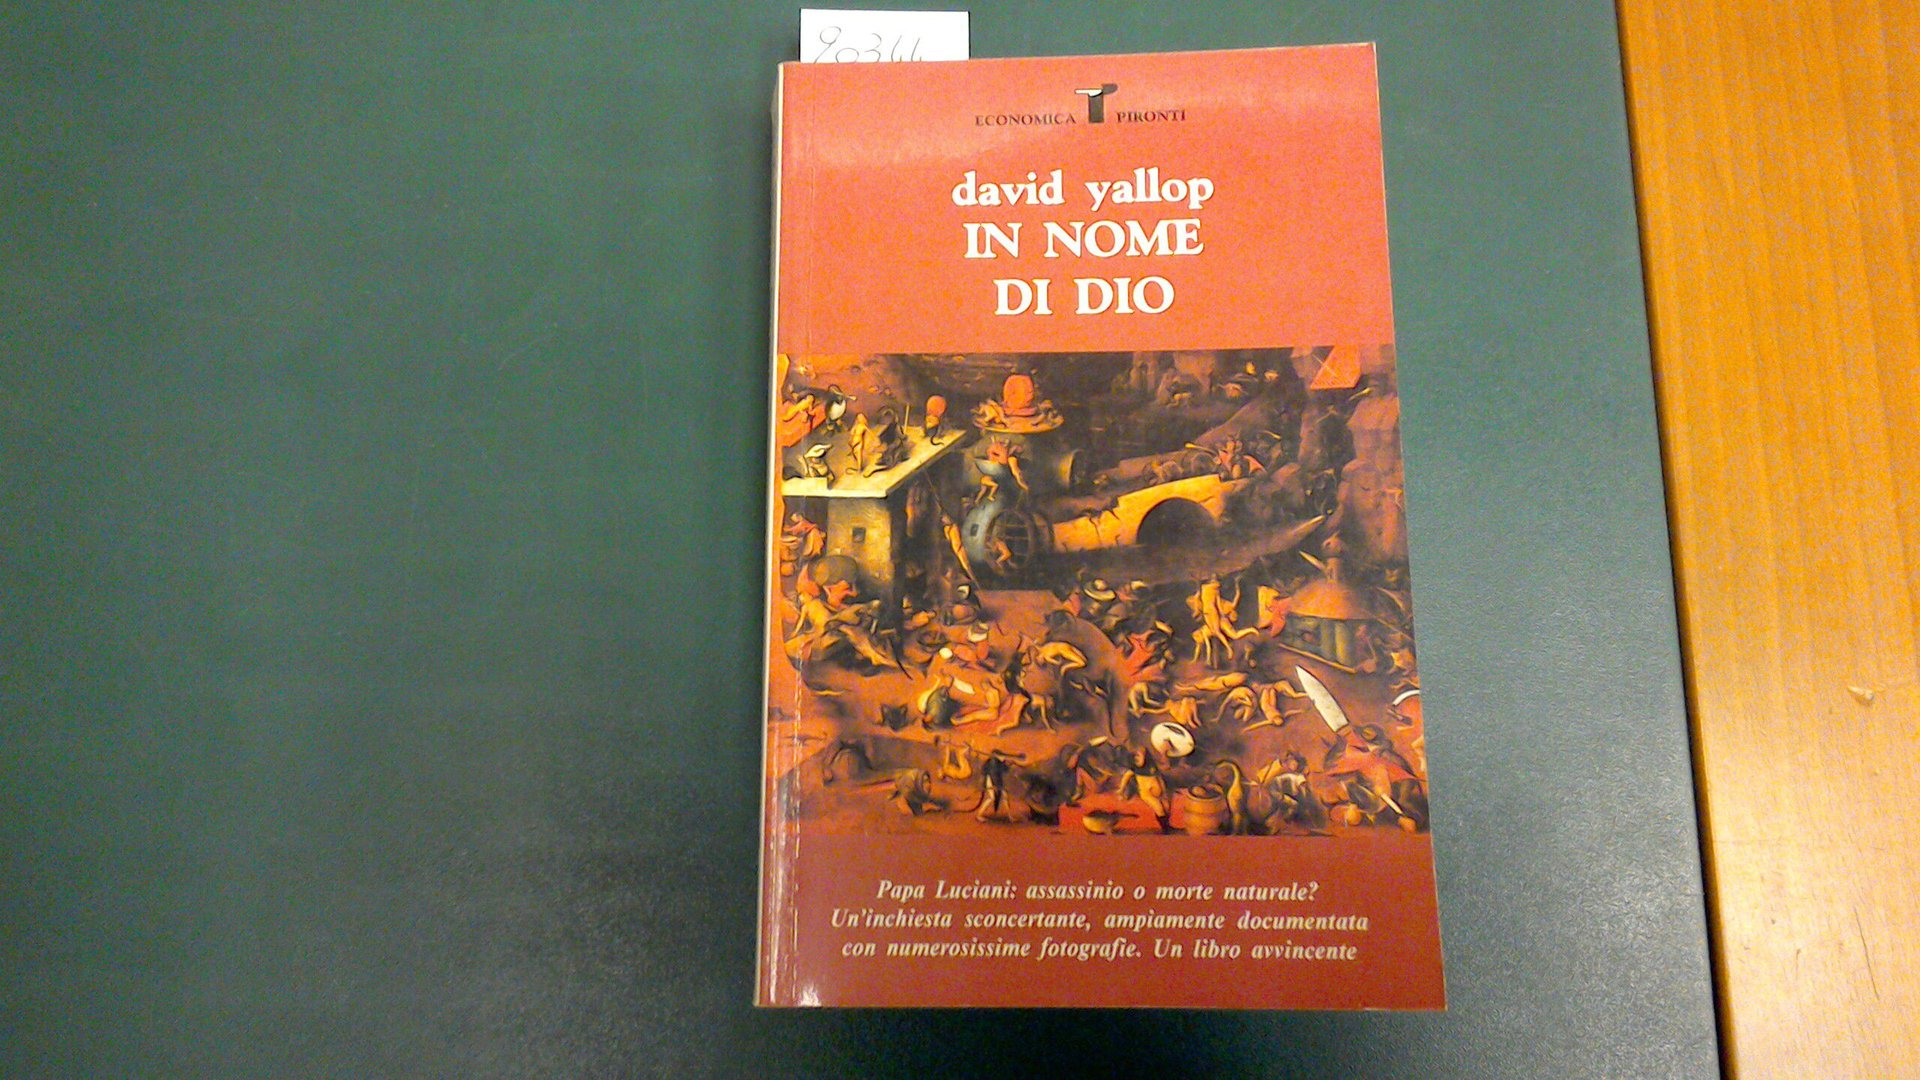 ECONOMICA PIRONTI
david yallop
IN NOME
DI DIO
Papa Luciani: assassinio o morte naturale?
Un'inchiesta sconcertante, ampiamente documentata
con numerosissime fotografie. Un libro avvincente